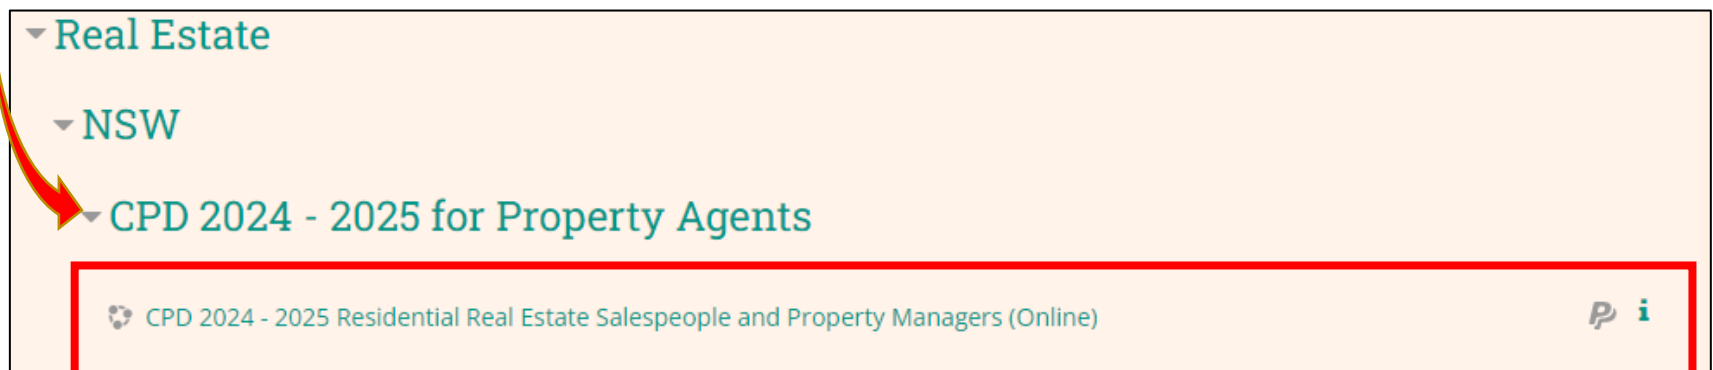 Real Estate
NSW
CPD 2024 - 2025 for Property Agents
CPD 2024 - 2025 Residential Real Estate Salespeople and Property Managers (Online)